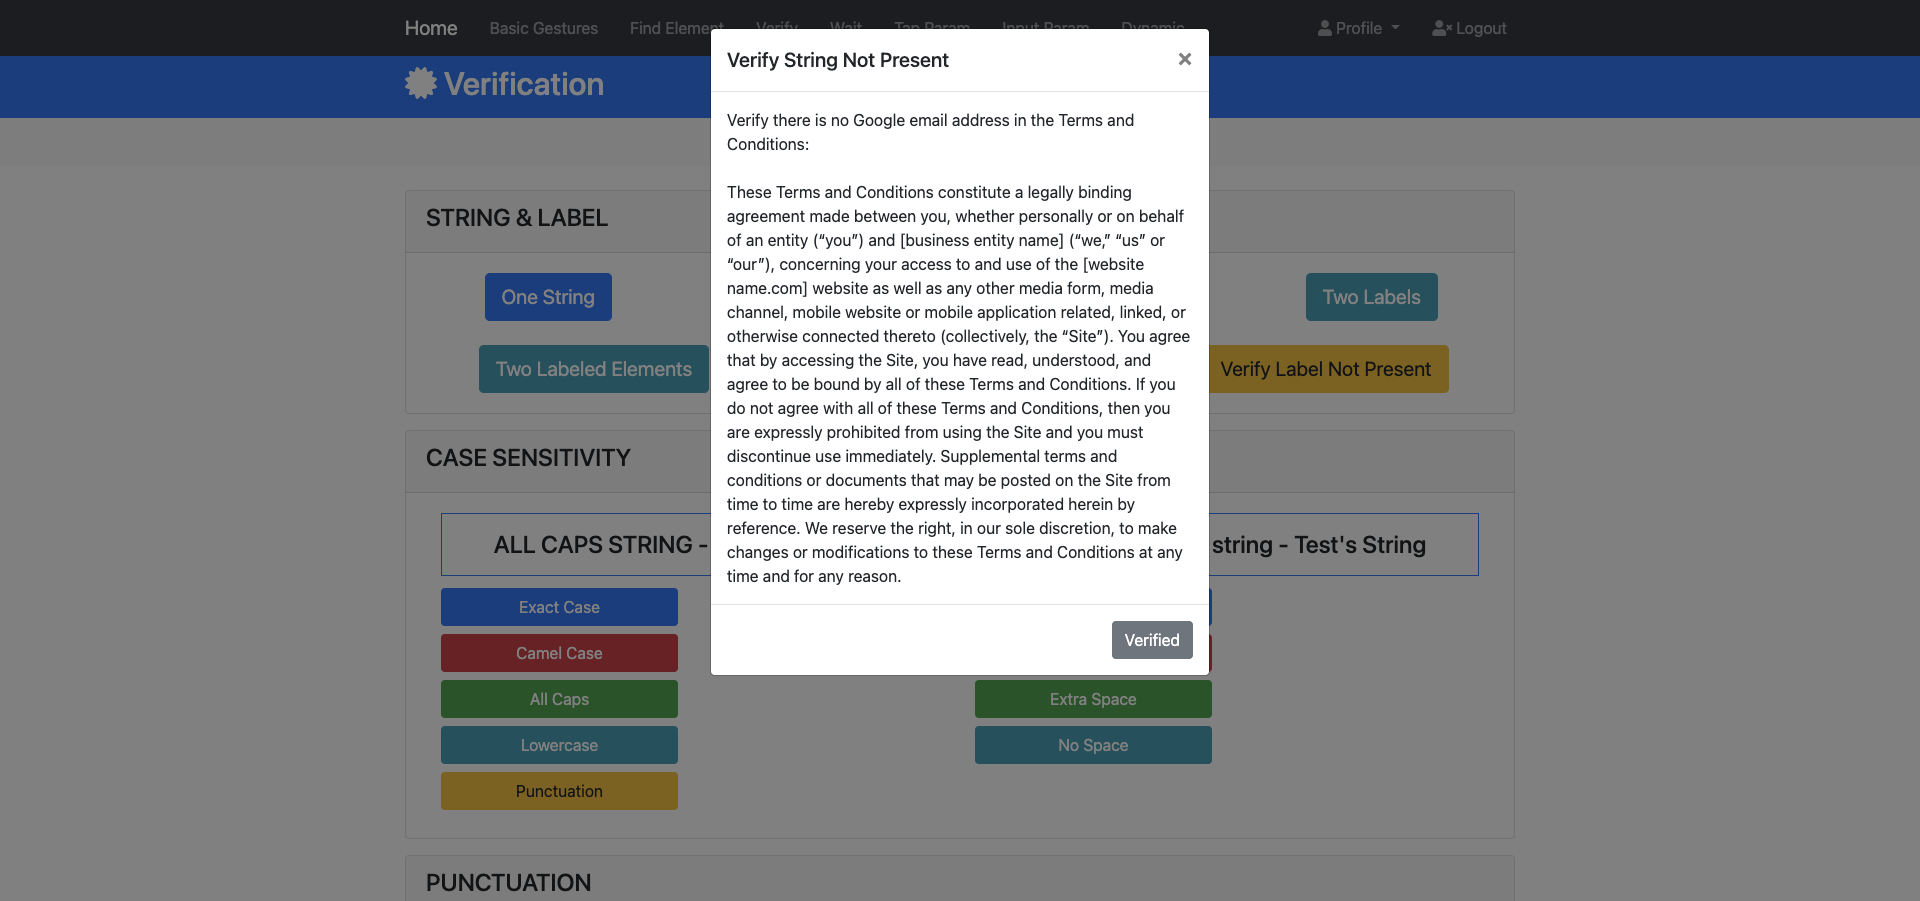 Home Basic Gestures Find Element Verify Wait Tap Param Input Param Dynamic Profile Logout
Verification
Verify String Not Present
×
Verify there is no Google email address in the Terms and
Conditions:
These Terms and Conditions constitute a legally binding
agreement made between you, whether personally or on behalf
of an entity (“you”) and [business entity name] (“we,” “us” or
“our”), concerning your access to and use of the [website
name.com] website as well as any other media form, media
channel, mobile website or mobile application related, linked, or
otherwise connected thereto (collectively, the “Site”). You agree
that by accessing the Site, you have read, understood, and
agree to be bound by all of these Terms and Conditions. If you
do not agree with all of these Terms and Conditions, then you
are expressly prohibited from using the Site and you must
discontinue use immediately. Supplemental terms and
conditions or documents that may be posted on the Site from
time to time are hereby expressly incorporated herein by
reference. We reserve the right, in our sole discretion, to make
changes or modifications to these Terms and Conditions at any
time and for any reason.
Verified
STRING & LABEL
One String
Two Labels
Two Labeled Elements
Verify Label Not Present
CASE SENSITIVITY
ALL CAPS STRING -
string - Test's String
Exact Case
Camel Case
All Caps
Extra Space
Lowercase
No Space
Punctuation
PUNCTUATION